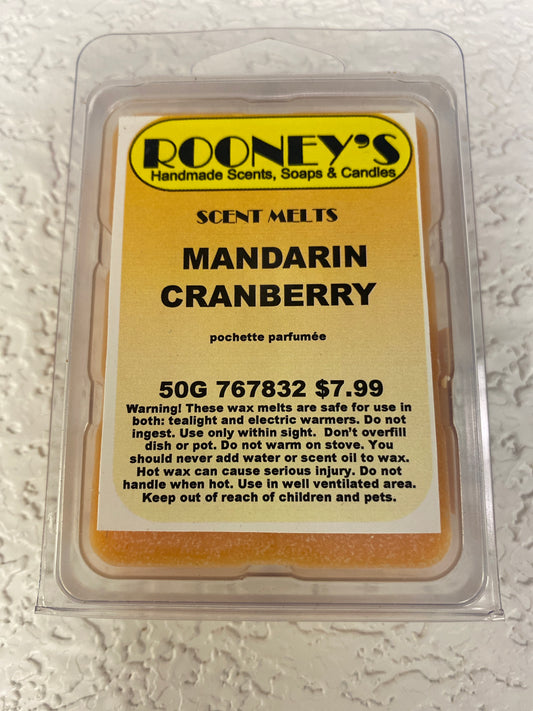 ROONEY'S
Handmade Scents, Soaps & Candles
SCENT MELTS
MANDARIN
CRANBERRY
pochette parfumée
50G 767832 $7.99
Warning! These wax melts are safe for use in
both: tealight and electric warmers. Do not
ingest. Use only within sight. Don't overfill
dish or pot. Do not warm on stove. You
should never add water or scent oil to wax.
Hot wax can cause serious injury. Do not
handle when hot. Use in well ventilated area.
Keep out of reach of children and pets.